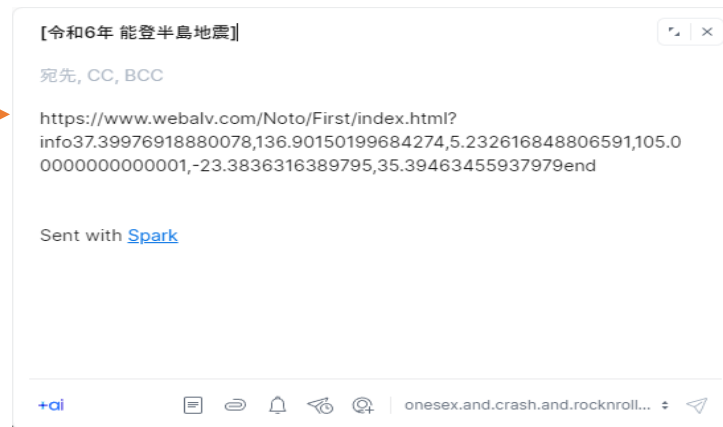 [令和6年 能登半島地震]
宛先, CC, BCC
https://www.webalv.com/Noto/First/index.html?
info37.39976918880078,136.90150199684274,5.232616848806591,105.0
0000000000001,-23.3836316389795,35.39463455937979end
Sent with Spark
+ai
onesex.and.crash.and.rocknroll...